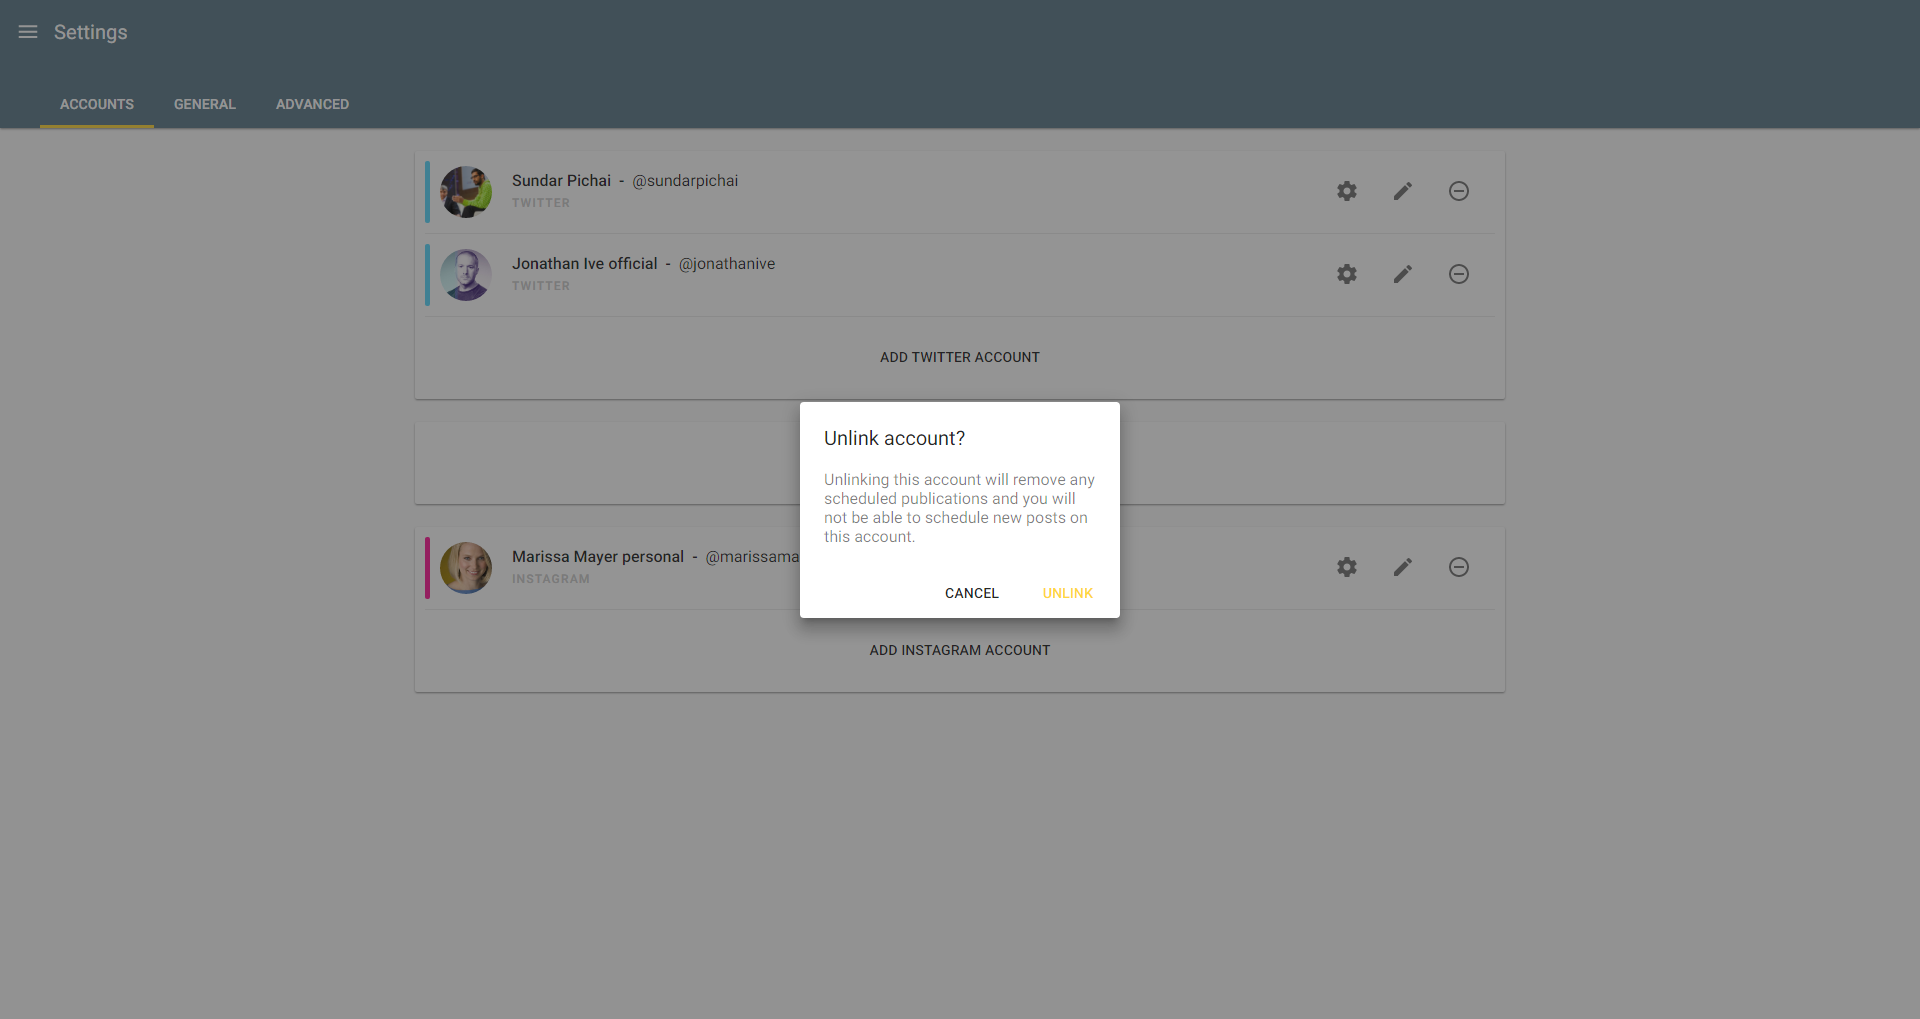 Settings
ACCOUNTS GENERAL ADVANCED
Sundar Pichai - @sundarpichai
TWITTER
Jonathan Ive official - @jonathanive
TWITTER
ADD TWITTER ACCOUNT
Unlink account?
Unlinking this account will remove any
scheduled publications and you will
not be able to schedule new posts on
this account.
CANCEL UNLINK
Marissa Mayer personal - @marissama
INSTAGRAM
ADD INSTAGRAM ACCOUNT